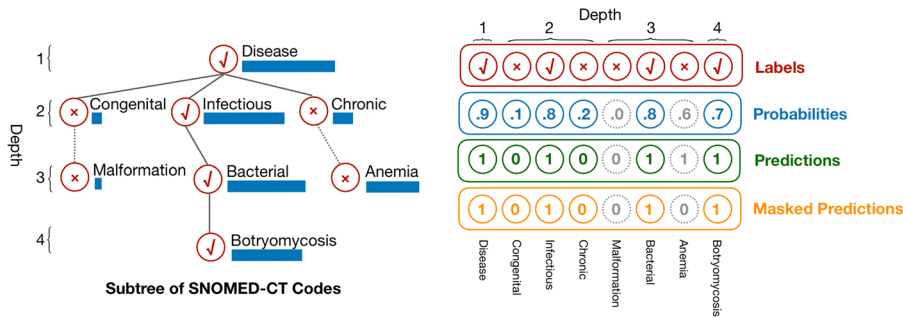 Depth
1
2
3
4
Disease
Congenital
Infectious
Chronic
Malformation
Bacterial
Anemia
Botryomycosis
Subtree of SNOMED-CT Codes
Depth
1 2 3 4
Labels
.9 .1 .8 .2 .0 .8 .6 .7 Probabilities
1 0 1 0 0 1 1 1 Predictions
1 0 1 0 0 1 0 1 Masked Predictions
Disease
Congenital
Infectious
Chronic
Malformation
Bacterial
Anemia
Botryomycosis